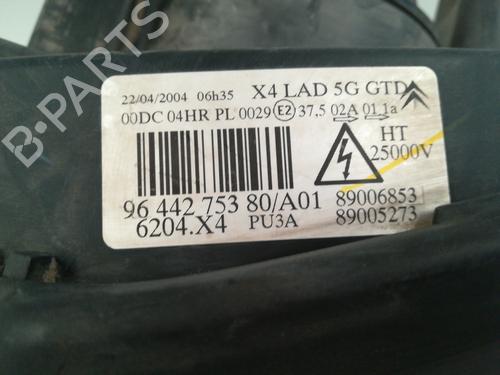 22/04/2004 06h35 X4 LAD 5G GTD
00DC 04HR PL 0029 E2 37,5 02A 01,1a
HT
25000V
96 442 753 80/A01 89006853
6204.X4 PU3A 89005273
B-PARTS